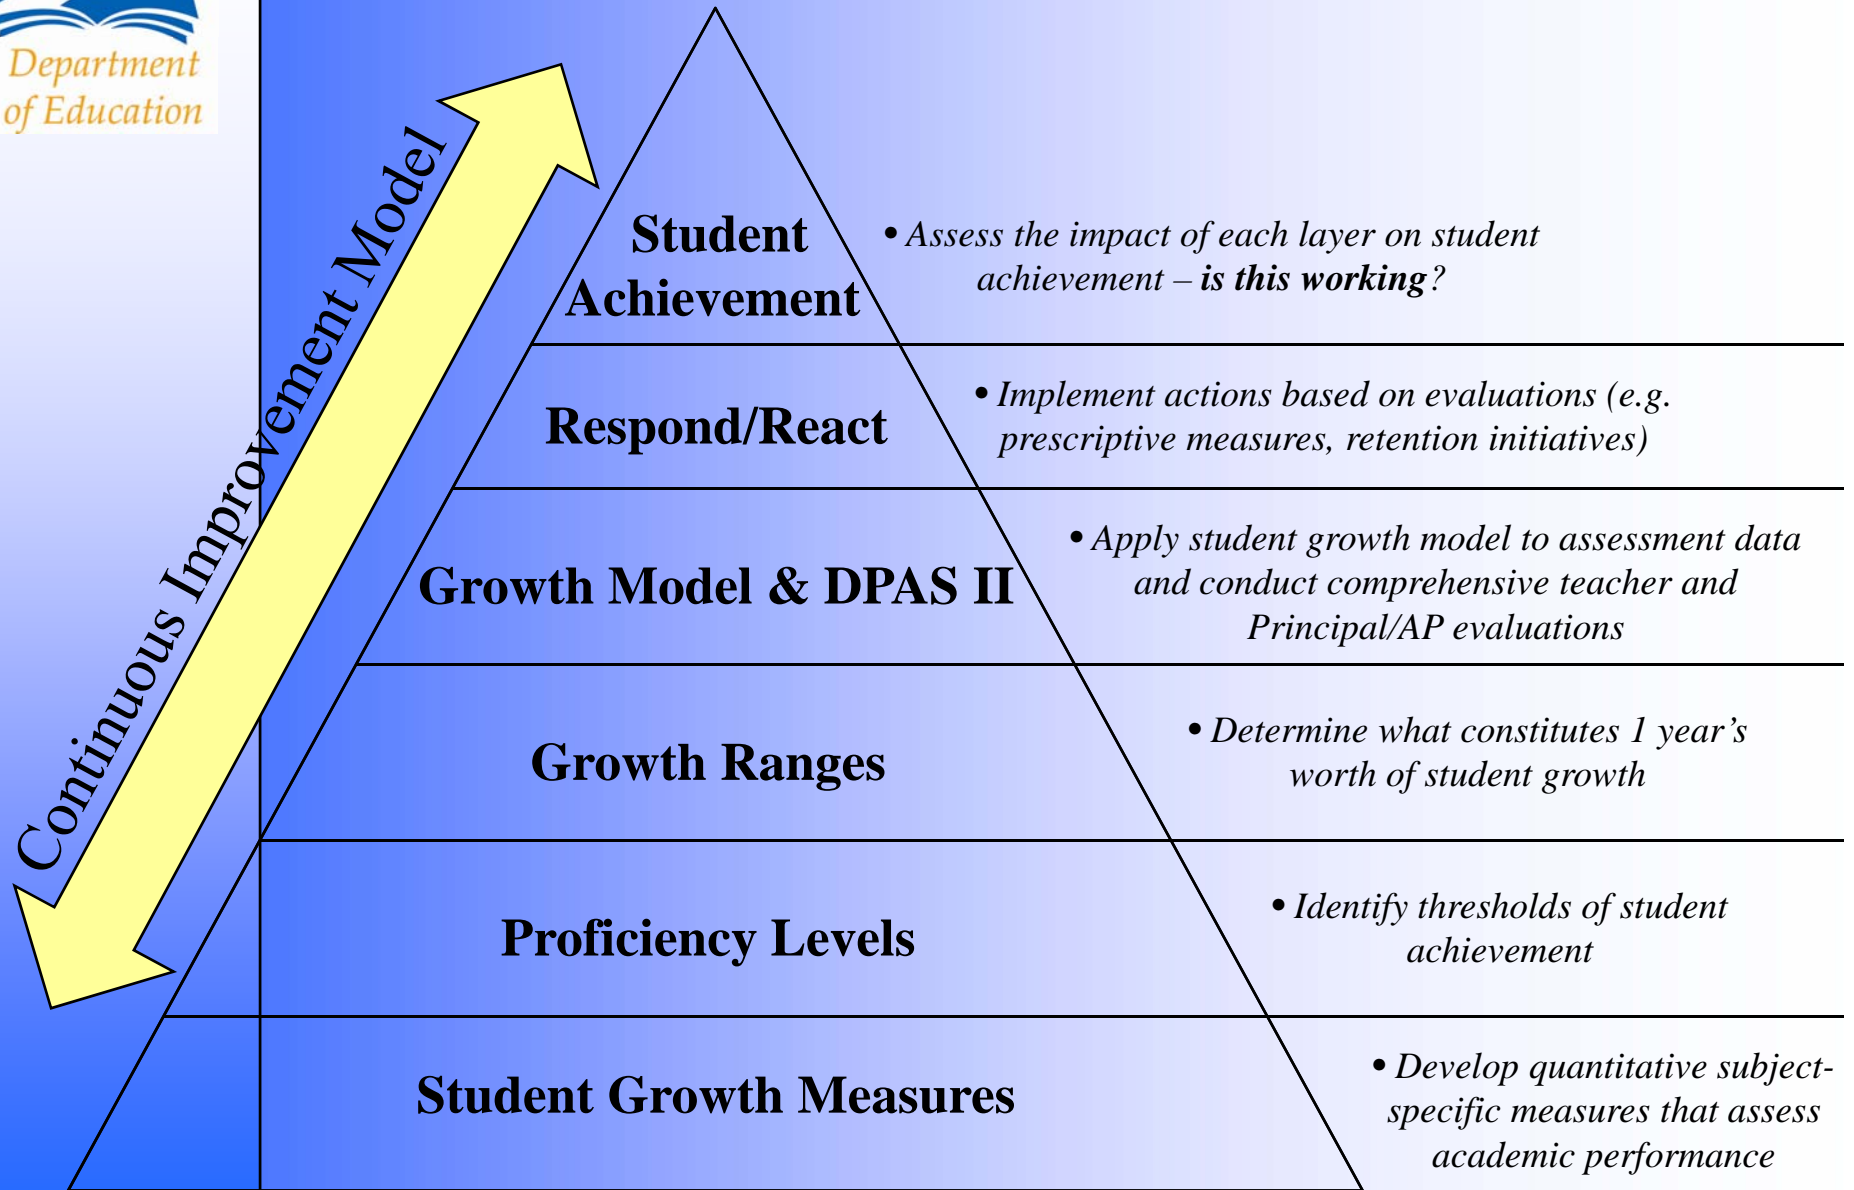 Department
of Education
Continuous Improvement Model
Student
Achievement
• Assess the impact of each layer on student
achievement – is this working?
Respond/React
• Implement actions based on evaluations (e.g.
prescriptive measures, retention initiatives)
Growth Model & DPAS II
• Apply student growth model to assessment data
and conduct comprehensive teacher and
Principal/AP evaluations
Growth Ranges
• Determine what constitutes 1 year’s
worth of student growth
Proficiency Levels
• Identify thresholds of student
achievement
Student Growth Measures
• Develop quantitative subject-
specific measures that assess
academic performance